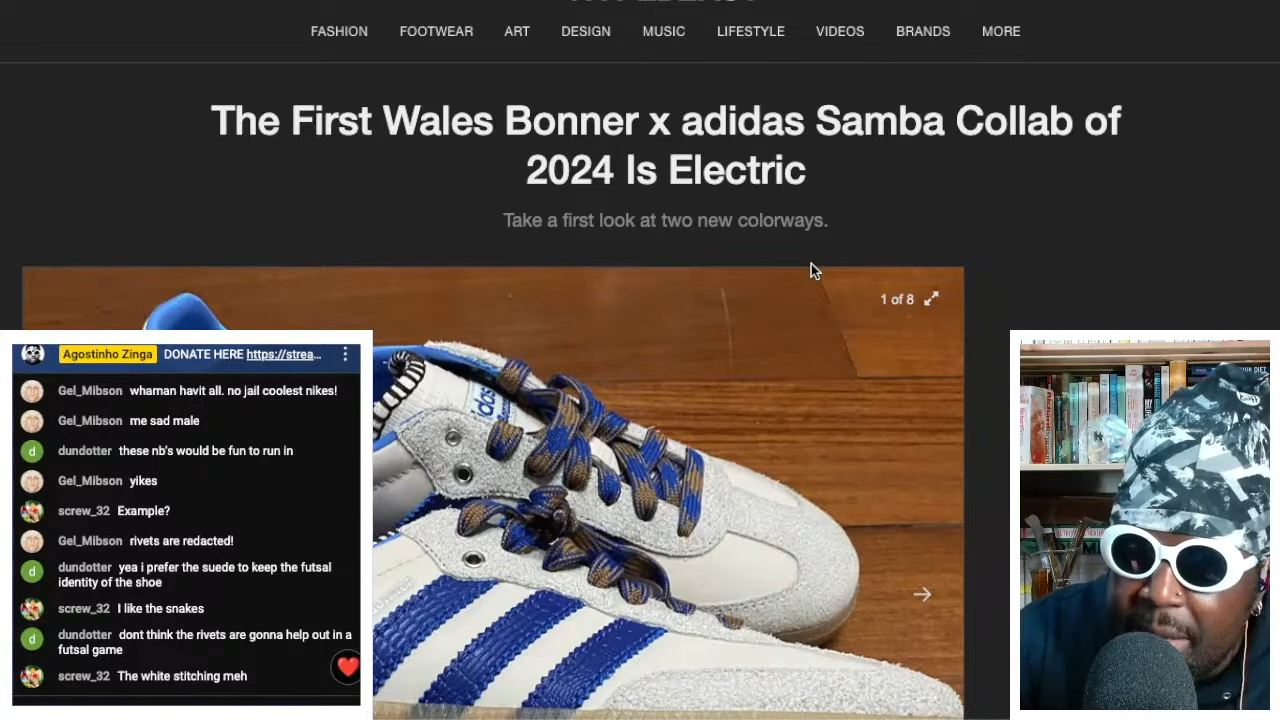 FASHION FOOTWEAR ART DESIGN MUSIC LIFESTYLE VIDEOS BRANDS MORE
The First Wales Bonner x adidas Samba Collab of
2024 Is Electric
Take a first look at two new colorways.
1 of 8
Agostinho Zinga DONATE HERE https://strea...
Gel_Mibson whaman havit all. no jail coolest nikes!
Gel_Mibson me sad male
d dundotter these nb's would be fun to run in
Gel_Mibson yikes
screw_32 Example?
Gel_Mibson rivets are redacted!
d dundotter yea i prefer the suede to keep the futsal
identity of the shoe
screw_32 I like the snakes
d dundotter dont think the rivets are gonna help out in a
futsal game
screw_32 The white stitching meh